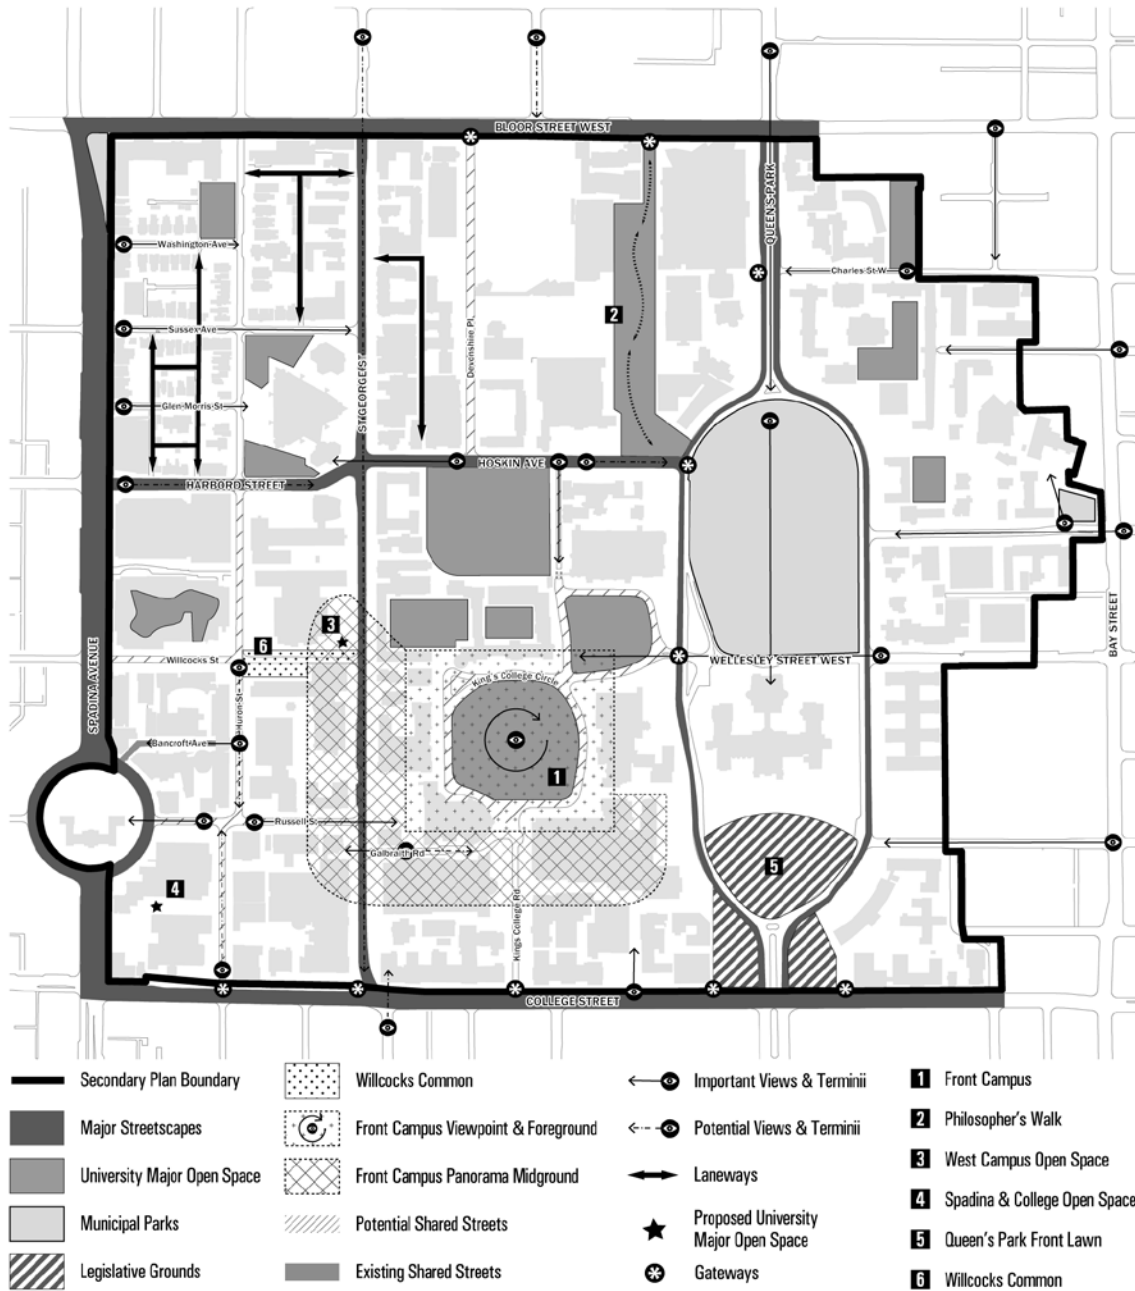 BLOOR STREET WEST
QUEEN'S PARK
Washington Ave
Charles St W
2
Sussex Ave
Devonshire Pl
ST GEORGE ST
Glen Morris St
HOSKIN AVE
HARBORD STREET
3
6
Willcocks St
WELLESLEY STREET WEST
BAY STREET
SPADINA AVENUE
King's College Circle
Huron St
Bancroft Ave
1
Russell St
Galbraith Rd
5
4
Kings College Rd
COLLEGE STREET
Secondary Plan Boundary
Major Streetscapes
University Major Open Space
Municipal Parks
Legislative Grounds
Willcocks Common
Front Campus Viewpoint & Foreground
Front Campus Panorama Midground
Potential Shared Streets
Existing Shared Streets
Important Views & Terminii
Potential Views & Terminii
Laneways
Proposed University
Major Open Space
Gateways
1 Front Campus
2 Philosopher's Walk
3 West Campus Open Space
4 Spadina & College Open Space
5 Queen's Park Front Lawn
6 Willcocks Common